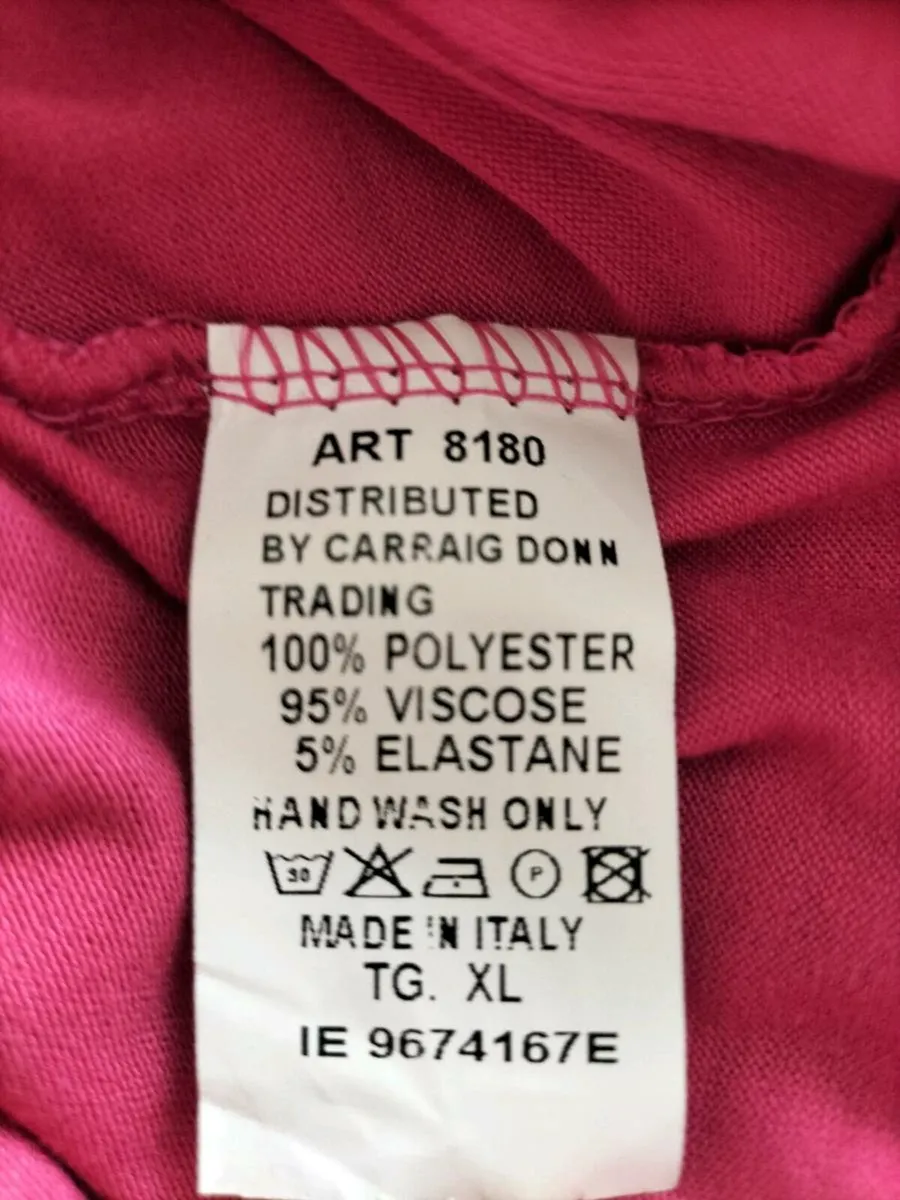 ART 8180
DISTRIBUTED
BY CARRAIG DONN
TRADING
100% POLYESTER
95% VISCOSE
5% ELASTANE
HAND WASH ONLY
30 P
MADE IN ITALY
TG. XL
IE 9674167E